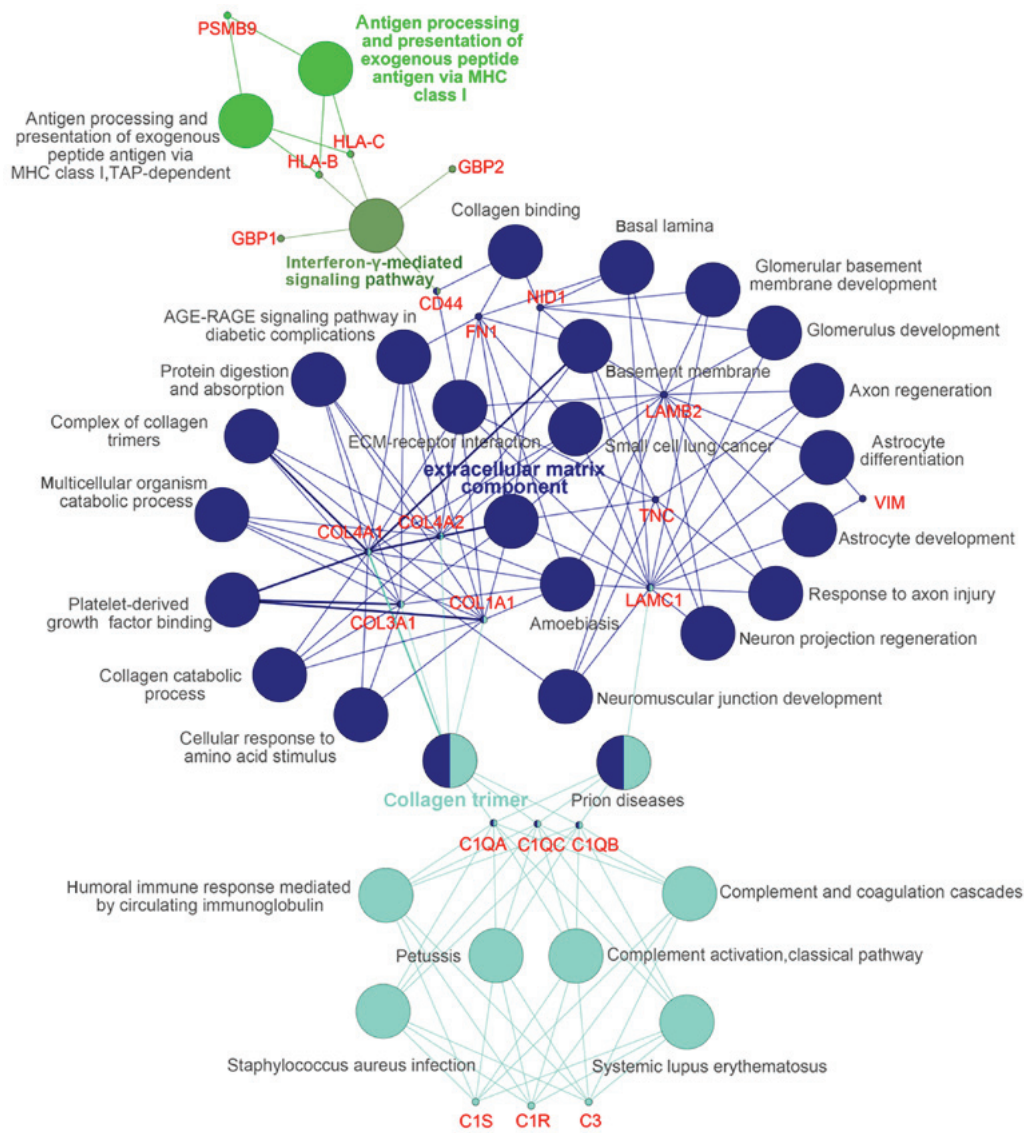 PSMB9
Antigen processing
and presentation of
exogenous peptide
antigen via MHC
class I
Antigen processing and
presentation of exogenous
peptide antigen via
MHC class I,TAP-dependent
HLA-C
HLA-B
GBP2
GBP1
Interferon-γ-mediated
signaling pathway
Collagen binding
Basal lamina
Glomerular basement
membrane development
CD44
NID1
FN1
AGE-RAGE signaling pathway in
diabetic complications
Glomerulus development
Protein digestion
and absorption
Basement membrane
Axon regeneration
LAMB2
Complex of collagen
trimers
ECM-receptor interaction
Small cell lung cancer
Astrocyte
differentiation
extracellular matrix
component
Multicellular organism
catabolic process
VIM
COL4A1
COL4A2
TNC
Astrocyte development
Platelet-derived
growth factor binding
COL3A1
COL1A1
Amoebiasis
LAMC1
Response to axon injury
Neuron projection regeneration
Collagen catabolic
process
Neuromuscular junction development
Cellular response to
amino acid stimulus
Collagen trimer
Prion diseases
C1QA
C1QC
C1QB
Humoral immune response mediated
by circulating immunoglobulin
Complement and coagulation cascades
Petussis
Complement activation,classical pathway
Staphylococcus aureus infection
Systemic lupus erythematosus
C1S
C1R
C3